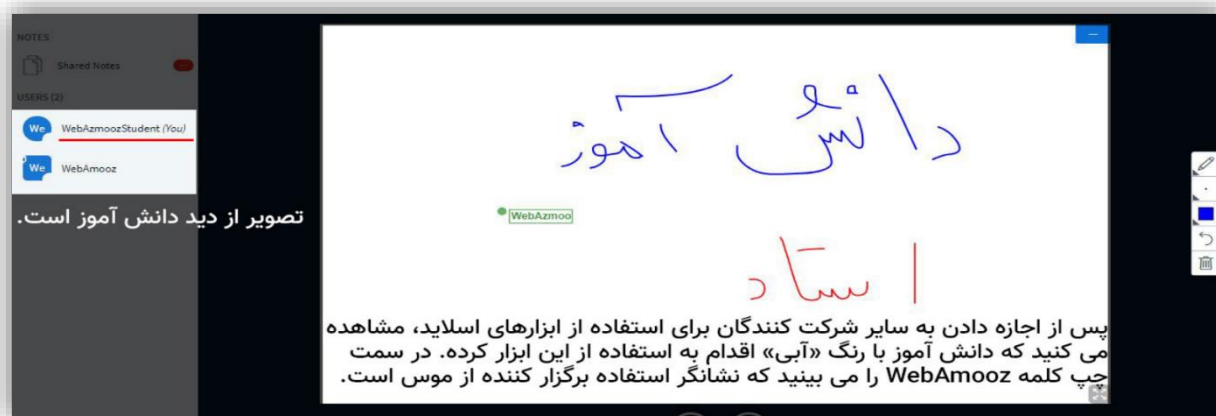 NOTES
Shared Notes
USERS (2)
We WebAzmoozStudent (You)
We WebAmooz
تصویر از دید دانش آموز است.
دانش آموز
WebAzmoo
استاد
پس از اجازه دادن به سایر شرکت کنندگان برای استفاده از ابزارهای اسلاید، مشاهده
می کنید که دانش آموز با رنگ «آبی» اقدام به استفاده از این ابزار کرده. در سمت
چپ کلمه WebAmooz را می بینید که نشانگر استفاده برگزار کننده از موس است.